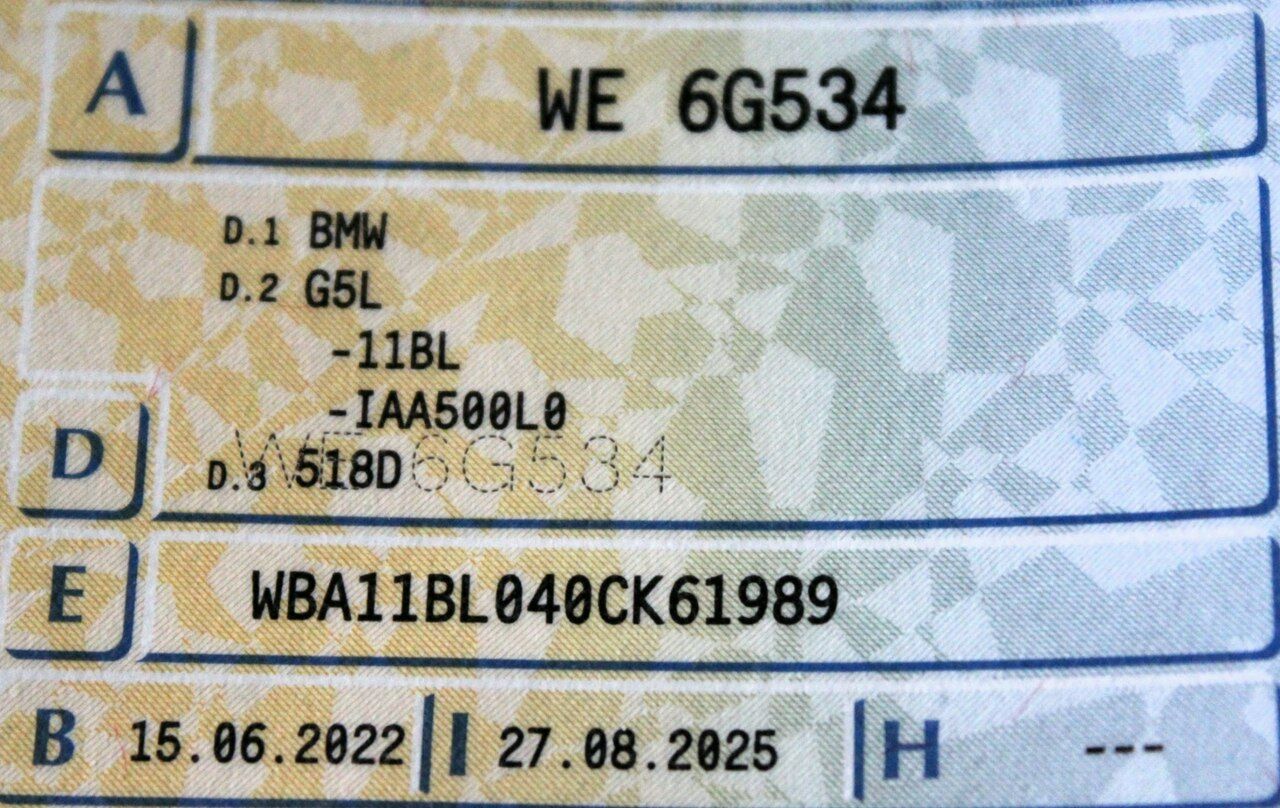 A WE 6G534
D.1 BMW
D.2 G5L
-11BL
-IAA500L0
WE 6G534
D D.3 518D
E WBA11BL040CK61989
B 15.06.2022 I 27.08.2025 H ---